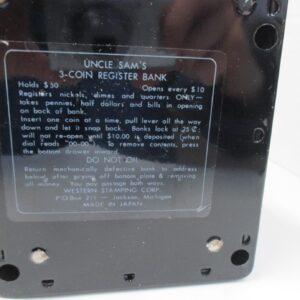 UNCLE SAM'S
3-COIN REGISTER BANK
Holds $50 Opens every $10
Registers nickels, dimes and quarters ONLY—
takes pennies, half dollars and bills in opening
on back of bank.
Insert one coin at a time, pull lever all the way
down and let it snap back. Banks lock at 25¢;
will not re-open until $10.00 is deposited (when
dial reads "00-00".) To remove contents, press
the bottom drawer inward.
DO NOT OIL
Return mechanically defective bank to address
below, after prying off bottom plate & removing
all money. You pay postage both ways.
WESTERN STAMPING CORP.
P.O. Box 211 — Jackson, Michigan
MADE IN JAPAN